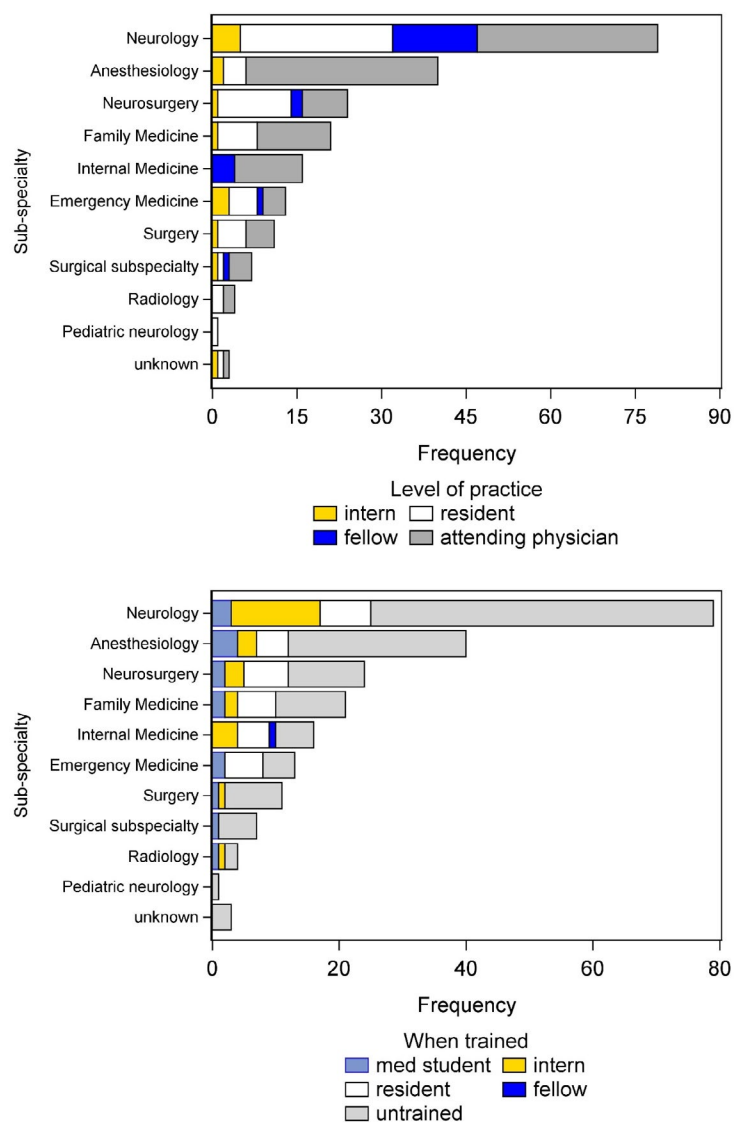 Sub-specialty
Neurology
Anesthesiology
Neurosurgery
Family Medicine
Internal Medicine
Emergency Medicine
Surgery
Surgical subspecialty
Radiology
Pediatric neurology
unknown
0 15 30 45 60 75 90
Frequency
Level of practice
intern resident
fellow attending physician
Sub-specialty
Neurology
Anesthesiology
Neurosurgery
Family Medicine
Internal Medicine
Emergency Medicine
Surgery
Surgical subspecialty
Radiology
Pediatric neurology
unknown
0 20 40 60 80
Frequency
When trained
med student intern
resident fellow
untrained